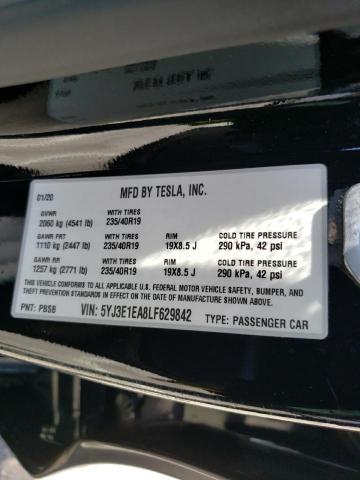 MFD BY TESLA, INC.
01/20
GVWR WITH TIRES
2060 kg (4541 lb) 235/40R19
GAWR FRT WITH TIRES RIM COLD TIRE PRESSURE
1110 kg (2447 lb) 235/40R19 19X8.5 J 290 kPa, 42 psi
GAWR RR WITH TIRES RIM COLD TIRE PRESSURE
1257 kg (2771 lb) 235/40R19 19X8.5 J 290 kPa, 42 psi
THIS VEHICLE CONFORMS
TO ALL APPLICABLE U.S. FEDERAL MOTOR VEHICLE SAFETY, BUMPER, AND
THEFT PREVENTION STANDARDS IN EFFECT ON THE DATE OF MANUFACTURE SHOWN ABOVE.
PNT: PBSB VIN: 5YJ3E1EA8LF629842 TYPE: PASSENGER CAR